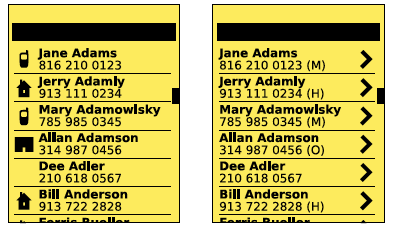 Jane Adams
816 210 0123
Jerry Adamly
913 111 0234
Mary Adamowlsky
785 985 0345
Allan Adamson
314 987 0456
Dee Adler
210 618 0567
Bill Anderson
913 722 2828
Ferris Bueller
Jane Adams
816 210 0123 (M)
Jerry Adamly
913 111 0234 (H)
Mary Adamowlsky
785 985 0345 (M)
Allan Adamson
314 987 0456 (O)
Dee Adler
210 618 0567
Bill Anderson
913 722 2828 (H)
Ferris Bueller